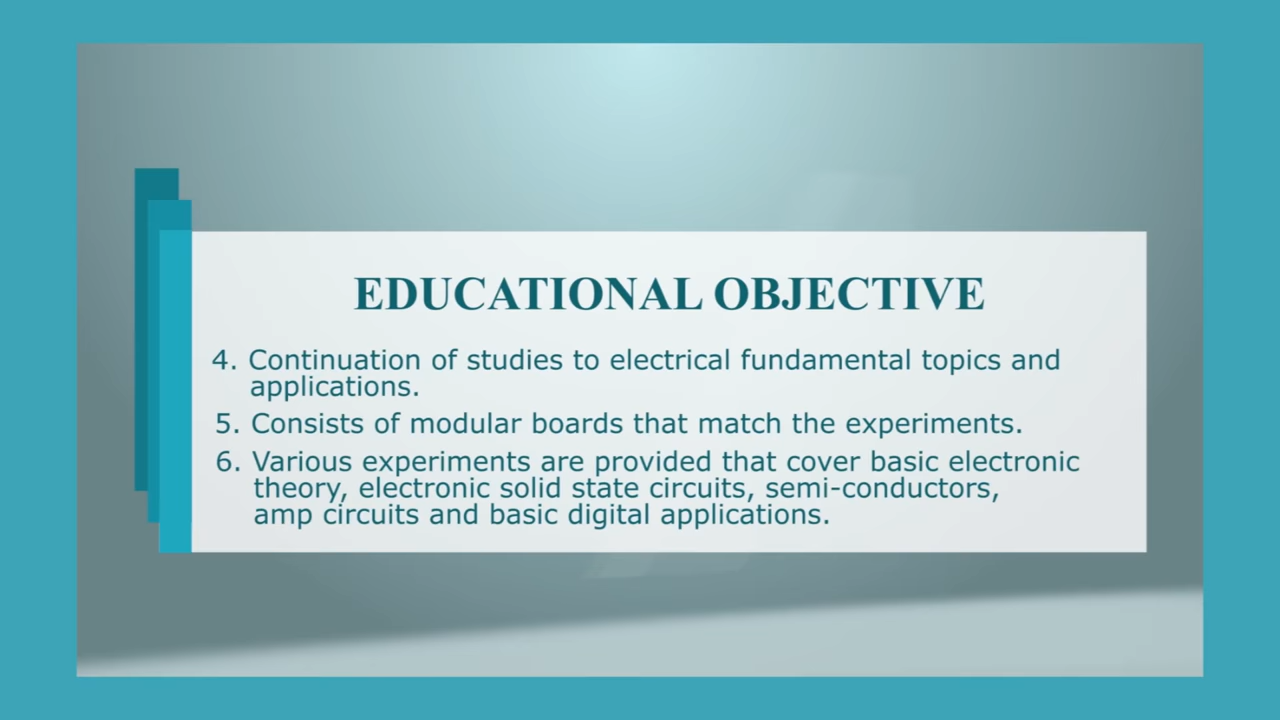 EDUCATIONAL OBJECTIVE
4. Continuation of studies to electrical fundamental topics and
applications.
5. Consists of modular boards that match the experiments.
6. Various experiments are provided that cover basic electronic
theory, electronic solid state circuits, semi-conductors,
amp circuits and basic digital applications.